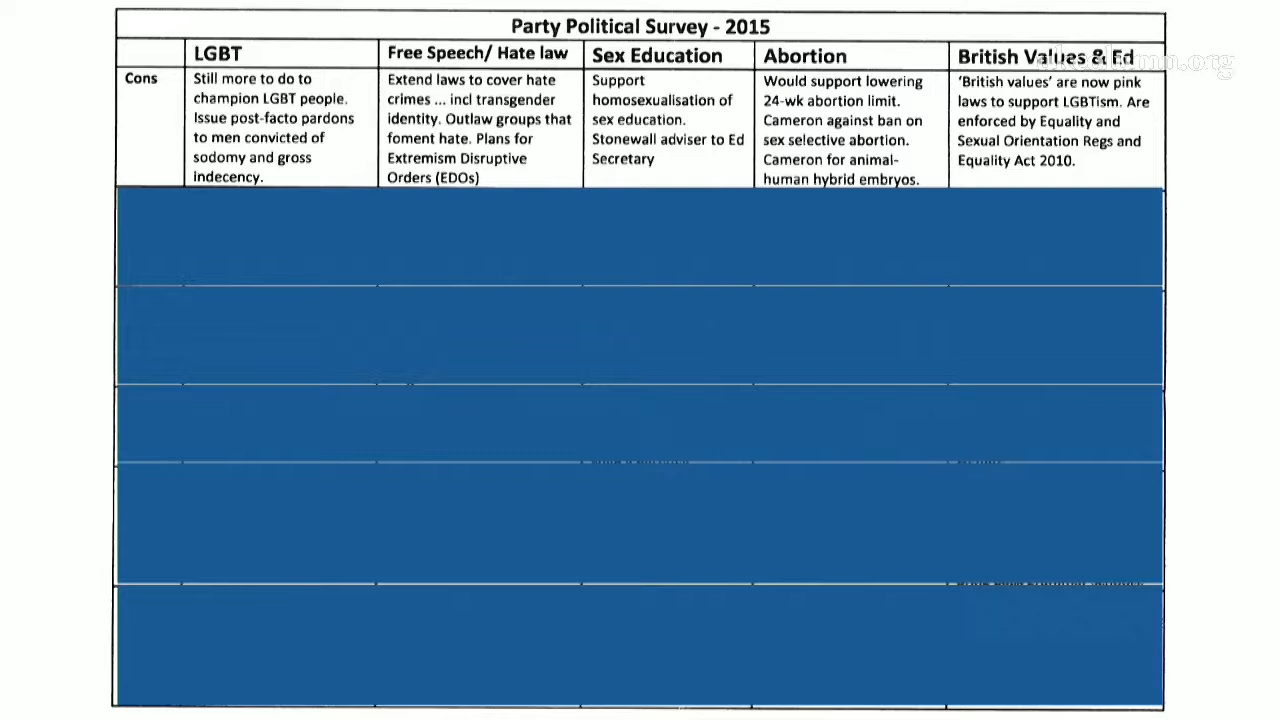 Party Political Survey - 2015
LGBT
Free Speech/ Hate law
Sex Education
Abortion
British Values & Ed
Cons
Still more to do to
champion LGBT people.
Issue post-facto pardons
to men convicted of
sodomy and gross
indecency.
Extend laws to cover hate
crimes ... incl transgender
identity. Outlaw groups that
foment hate. Plans for
Extremism Disruptive
Orders (EDOs)
Support
homosexualisation of
sex education.
Stonewall adviser to Ed
Secretary
Would support lowering
24-wk abortion limit.
Cameron against ban on
sex selective abortion.
Cameron for animal-
human hybrid embryos.
'British values' are now pink
laws to support LGBTism. Are
enforced by Equality and
Sexual Orientation Regs and
Equality Act 2010.